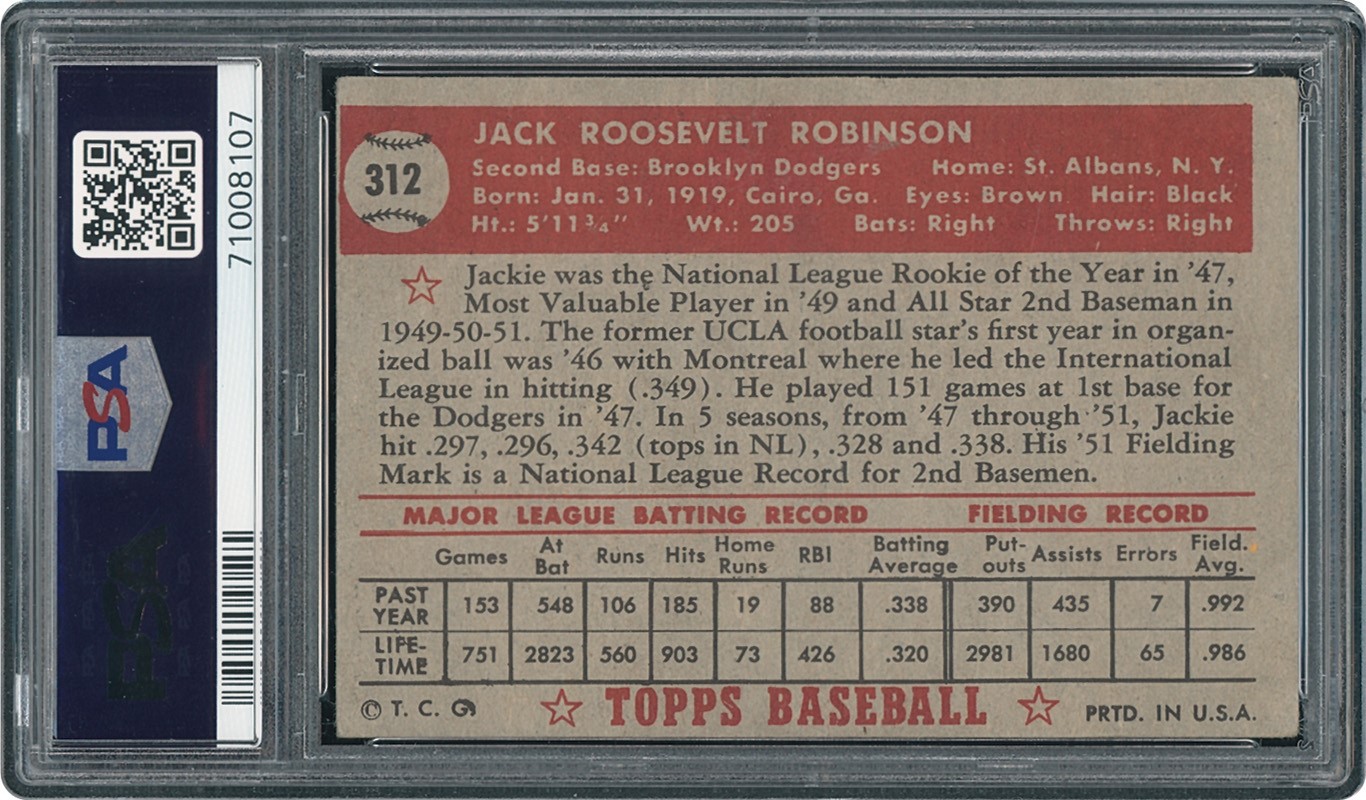 71008107
PSA
PSA
312
JACK ROOSEVELT ROBINSON
Second Base: Brooklyn Dodgers Home: St. Albans, N. Y.
Born: Jan. 31, 1919, Cairo, Ga. Eyes: Brown Hair: Black
Ht.: 5'11¾" Wt.: 205 Bats: Right Throws: Right
Jackie was the National League Rookie of the Year in '47,
Most Valuable Player in '49 and All Star 2nd Baseman in
1949-50-51. The former UCLA football star's first year in organ-
ized ball was '46 with Montreal where he led the International
League in hitting (.349). He played 151 games at 1st base for
the Dodgers in '47. In 5 seasons, from '47 through '51, Jackie
hit .297, .296, .342 (tops in NL), .328 and .338. His '51 Fielding
Mark is a National League Record for 2nd Basemen.
MAJOR LEAGUE BATTING RECORD FIELDING RECORD
Games At Bat Runs Hits Home Runs RBI Batting Average Put-outs Assists Errors Field. Avg.
PAST YEAR 153 548 106 185 19 88 .338 390 435 7 .992
LIFE-TIME 751 2823 560 903 73 426 .320 2981 1680 65 .986
© T. C. G. TOPPS BASEBALL PRTD. IN U.S.A.